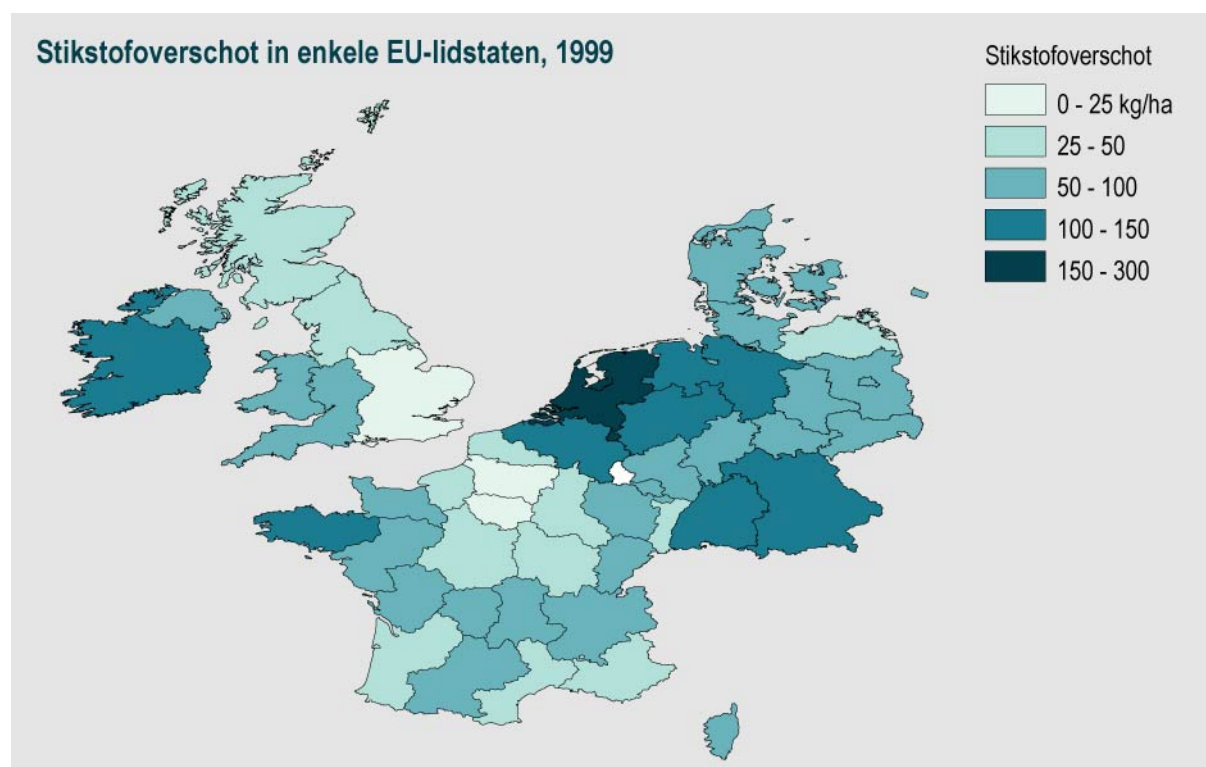 Stikstofoverschot in enkele EU-lidstaten, 1999
Stikstofoverschot
0 - 25 kg/ha
25 - 50
50 - 100
100 - 150
150 - 300